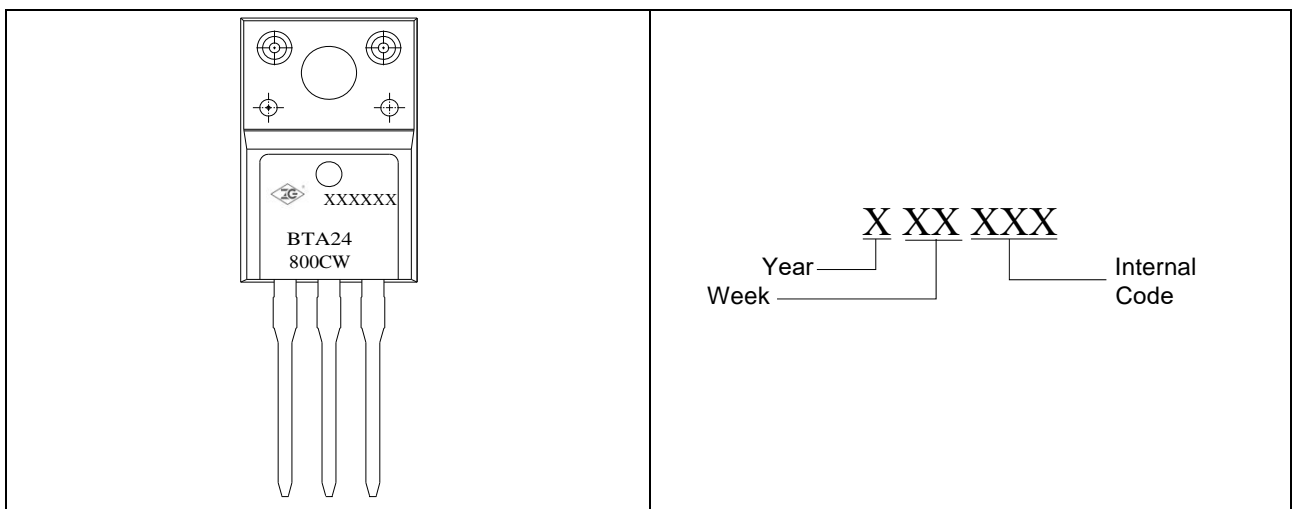 XXXXXX
BTA24
800CW
X XX XXX
Year
Week
Internal
Code